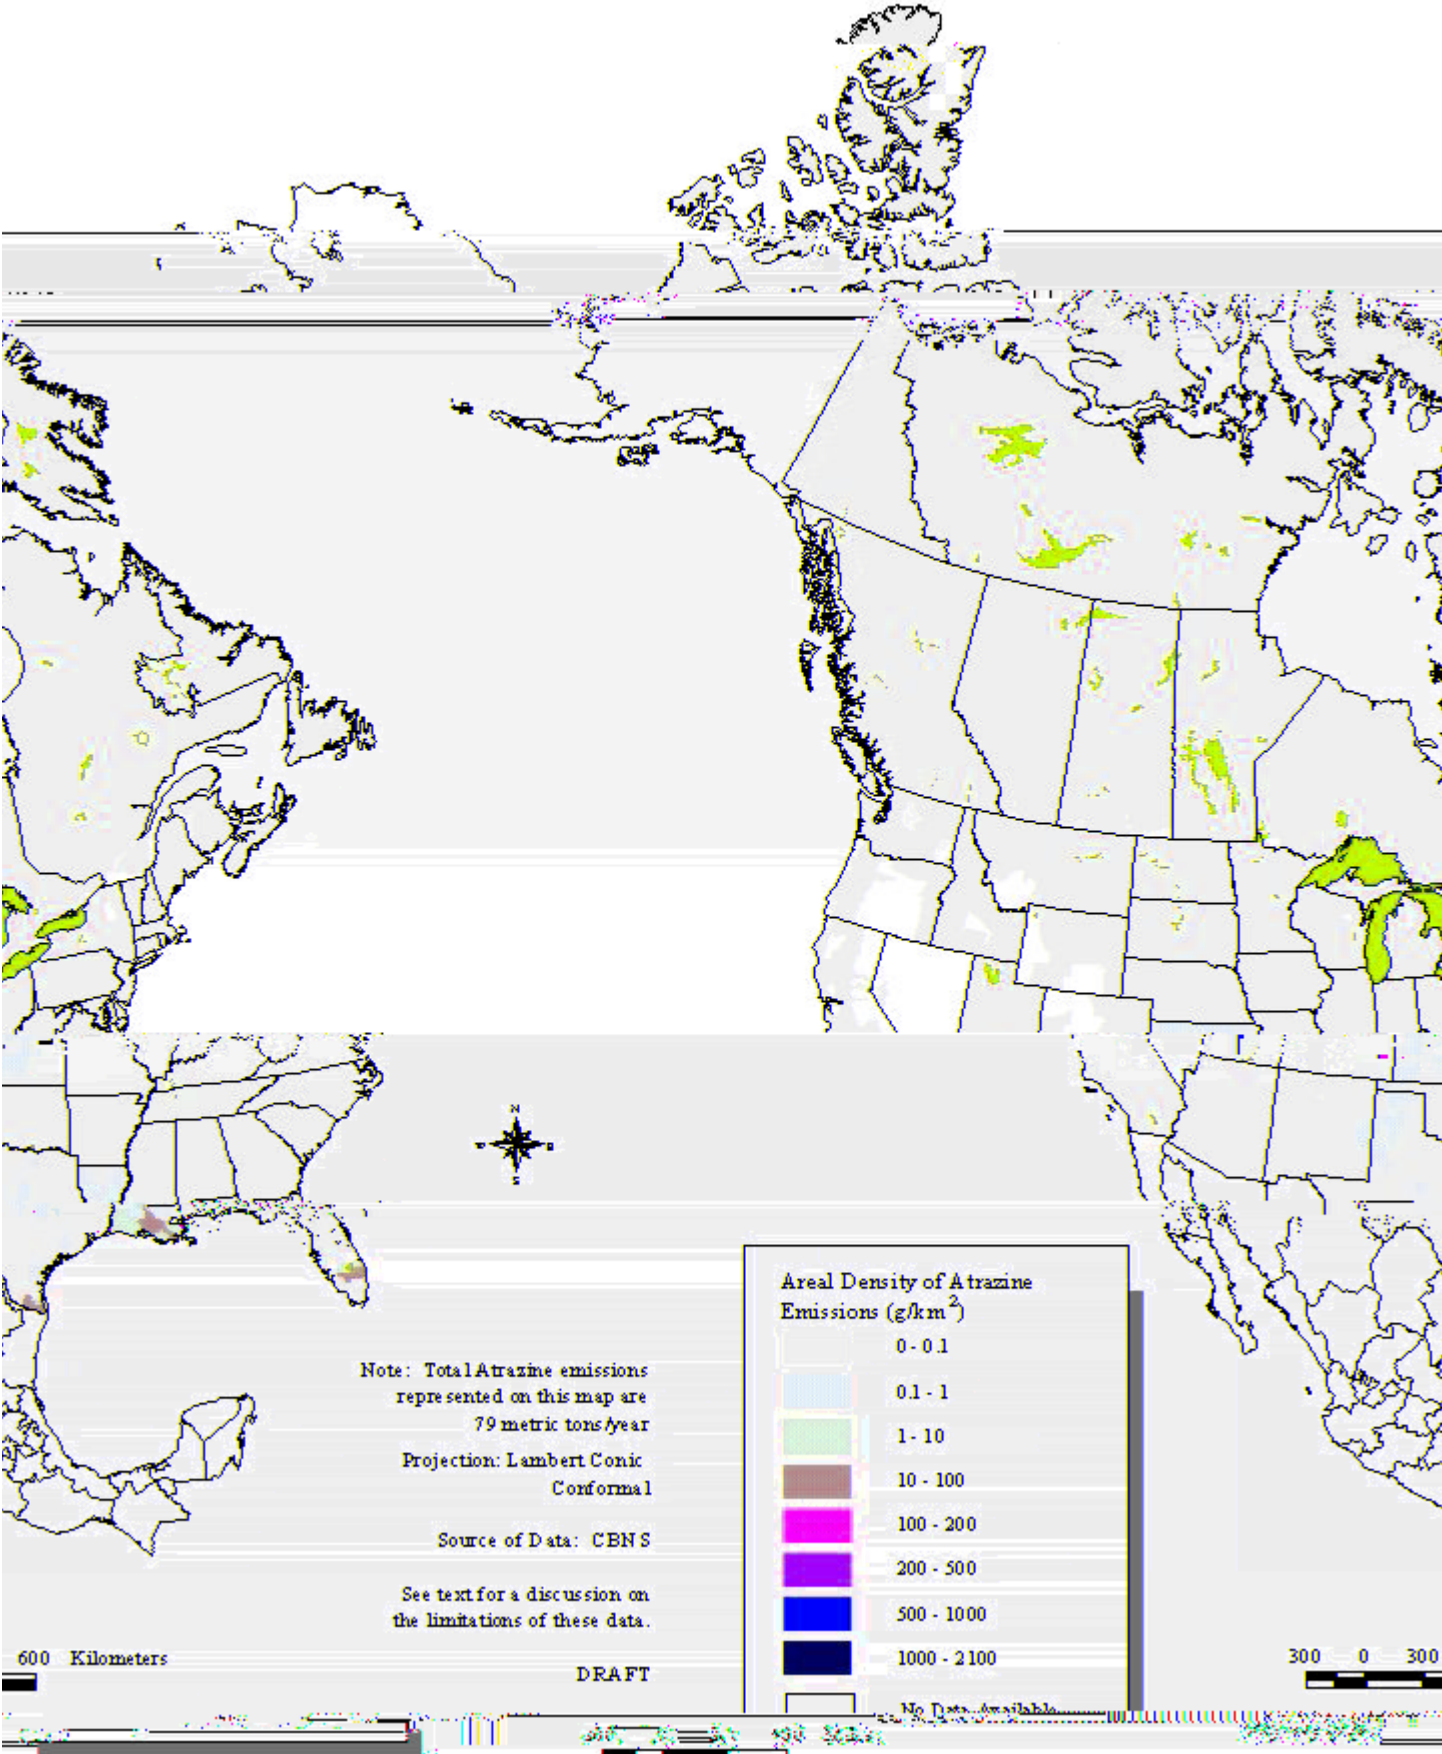 N
S
Areal Density of Atrazine
Emissions (g/km2)
0 - 0.1
0.1 - 1
1 - 10
10 - 100
100 - 200
200 - 500
500 - 1000
1000 - 2100
No Data Available
Note: Total Atrazine emissions
represented on this map are
79 metric tons/year
Projection: Lambert Conic
Conformal
Source of Data: CBNS
See text for a discussion on
the limitations of these data.
DRAFT
600 Kilometers
300 0 300